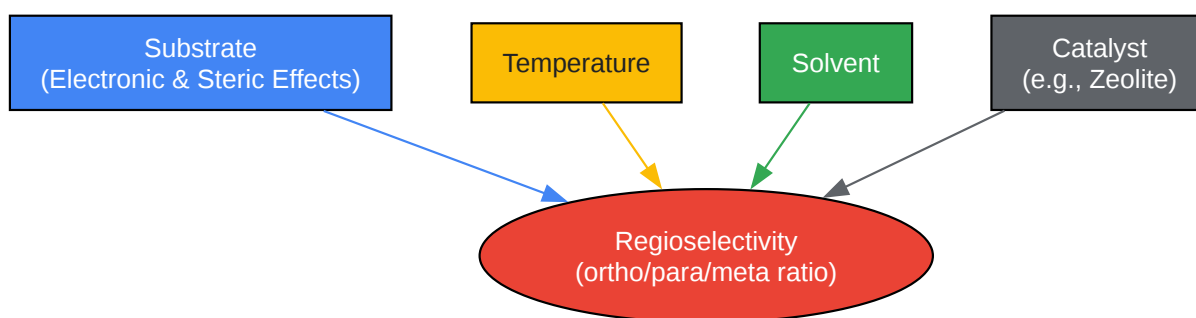 Substrate
(Electronic & Steric Effects)
Temperature
Solvent
Catalyst
(e.g., Zeolite)
Regioselectivity
(ortho/para/meta ratio)